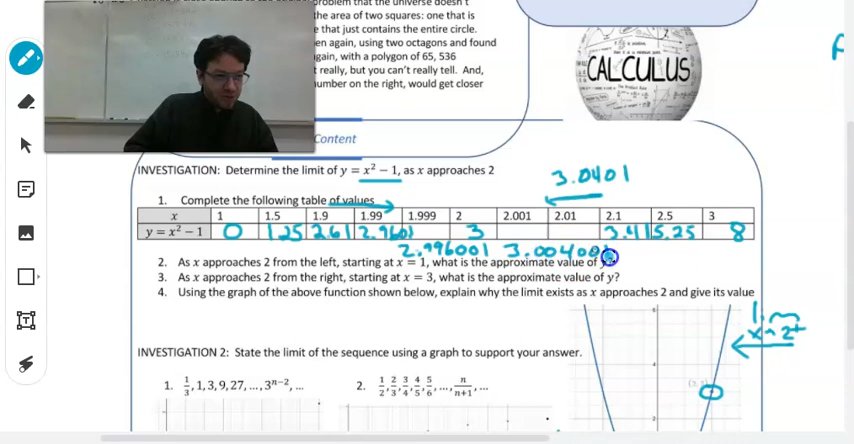 problem that the universe doesn't
the area of two squares: one that is
e that just contains the entire circle.
en again, using two octagons and found
gain, with a polygon of 65, 536
t really, but you can't really tell. And,
number on the right, would get closer
CALCULUS
Content
INVESTIGATION: Determine the limit of y = x² − 1, as x approaches 2
3.0401
1. Complete the following table of values
x 1 1.5 1.9 1.99 1.999 2 2.001 2.01 2.1 2.5 3
y = x² − 1 0 1.25 2.61 2.9601 3 3.41 5.25 8
2.996001 3.004001
2. As x approaches 2 from the left, starting at x = 1, what is the approximate value of y?
3. As x approaches 2 from the right, starting at x = 3, what is the approximate value of y?
4. Using the graph of the above function shown below, explain why the limit exists as x approaches 2 and give its value
lim
x→2+
6
4
2
INVESTIGATION 2: State the limit of the sequence using a graph to support your answer.
1. 1/3, 1, 3, 9, 27, ..., 3ⁿ⁻², ...
2. 1/2, 2/3, 3/4, 4/5, 5/6, ..., n/(n+1), ...